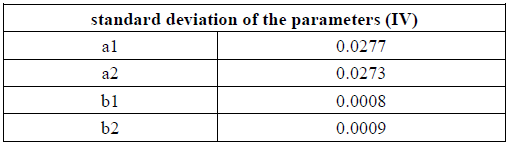 standard deviation of the parameters (IV)
a1 0.0277
a2 0.0273
b1 0.0008
b2 0.0009